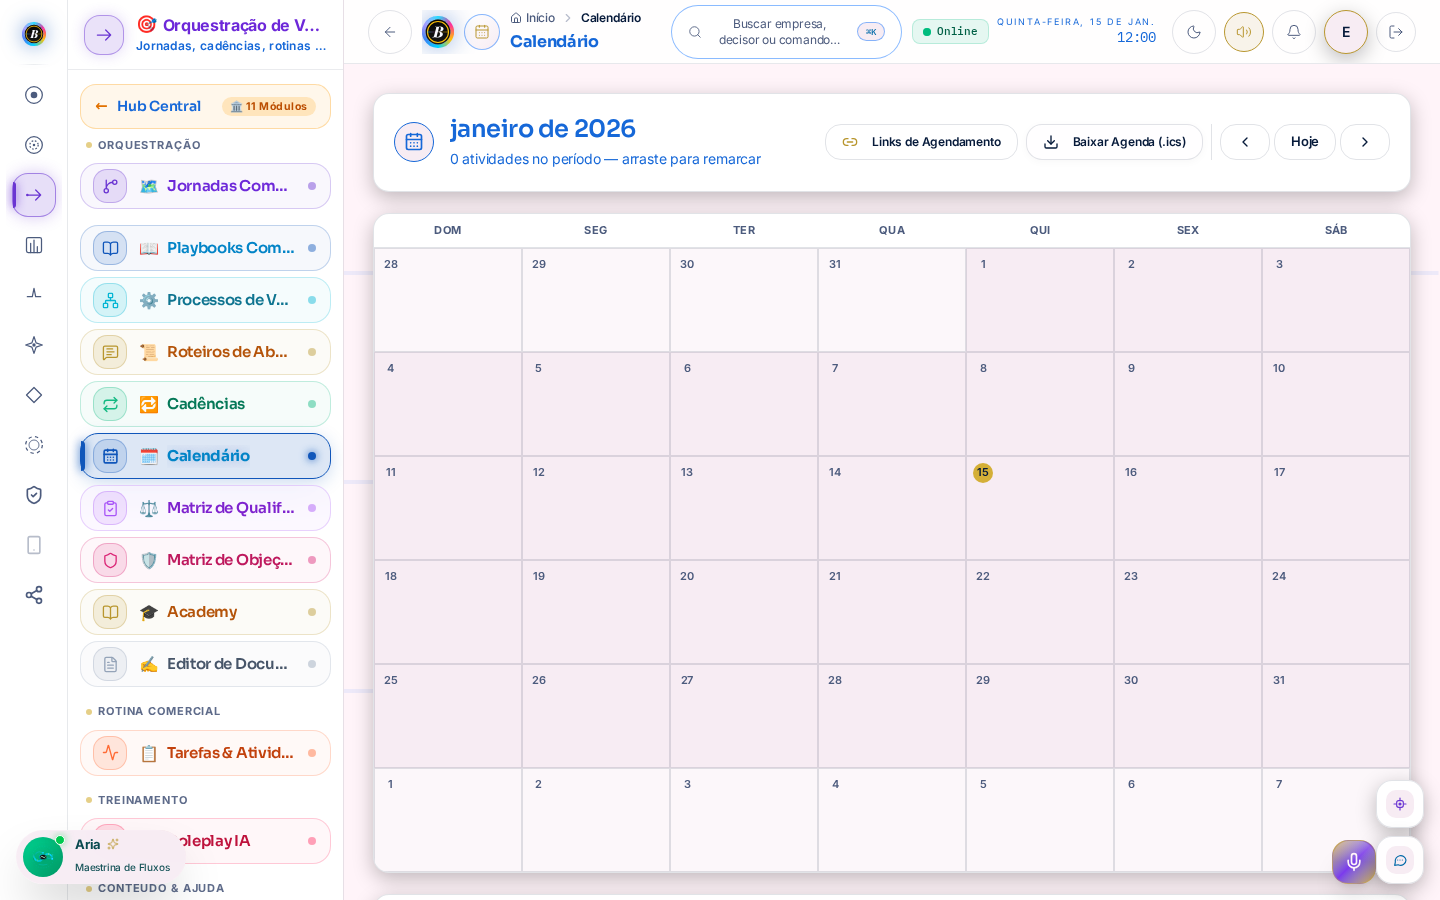 🎯 Orquestração de V...
Jornadas, cadências, rotinas ...
← Hub Central
🏛️ 11 Módulos
ORQUESTRAÇÃO
🗺️ Jornadas Com...
📖 Playbooks Com...
⚙️ Processos de V...
📜 Roteiros de Ab...
🔁 Cadências
🗓️ Calendário
⚖️ Matriz de Qualif...
🛡️ Matriz de Objeç...
🎓 Academy
✍️ Editor de Docu...
ROTINA COMERCIAL
📋 Tarefas & Ativid...
TREINAMENTO
oleplay IA
Aria
Maestrina de Fluxos
CONTEÚDO & AJUDA
B
B
Início > Calendário
Calendário
Buscar empresa,
decisor ou comando...
⌘K
Online
QUINTA-FEIRA, 15 DE JAN.
12:00
E
janeiro de 2026
0 atividades no período — arraste para remarcar
Links de Agendamento
Baixar Agenda (.ics)
Hoje
DOM SEG TER QUA QUI SEX SÁB
28 29 30 31 1 2 3
4 5 6 7 8 9 10
11 12 13 14 15 16 17
18 19 20 21 22 23 24
25 26 27 28 29 30 31
1 2 3 4 5 6 7